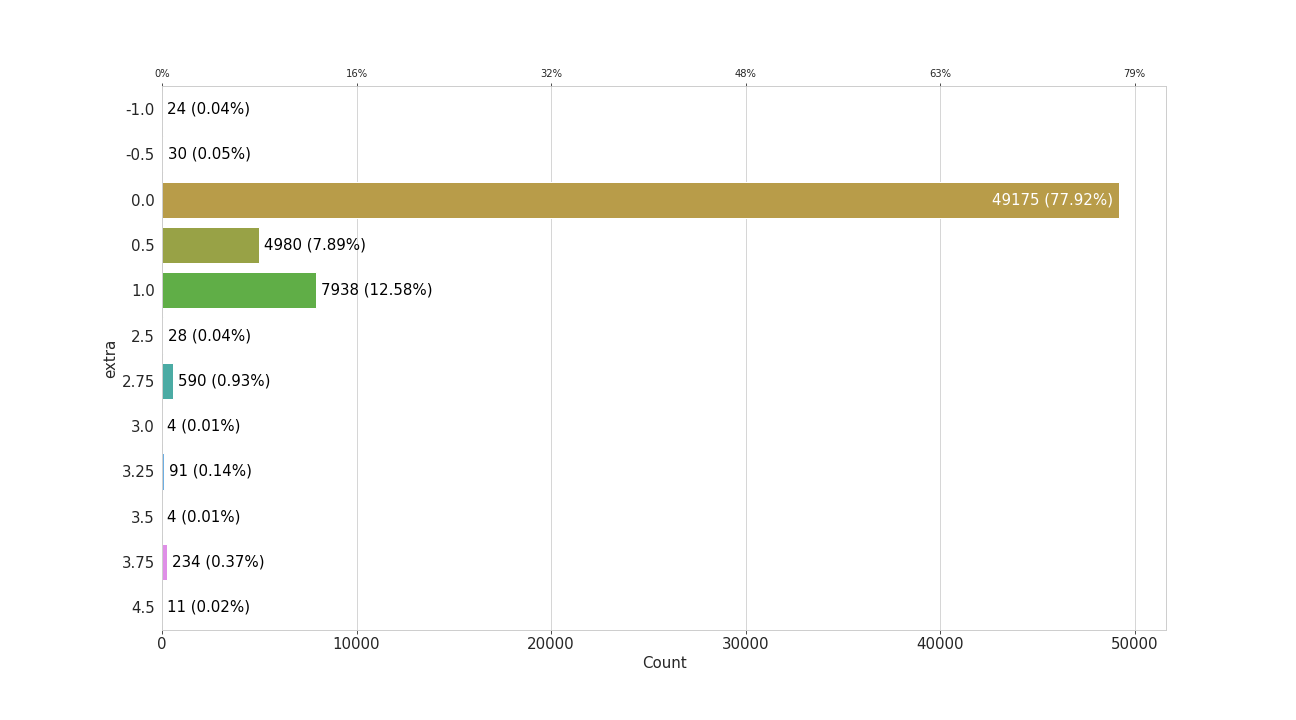 0% 16% 32% 48% 63% 79%
-1.0 24 (0.04%)
-0.5 30 (0.05%)
0.0 49175 (77.92%)
0.5 4980 (7.89%)
1.0 7938 (12.58%)
2.5 28 (0.04%)
extra
2.75 590 (0.93%)
3.0 4 (0.01%)
3.25 91 (0.14%)
3.5 4 (0.01%)
3.75 234 (0.37%)
4.5 11 (0.02%)
0 10000 20000 30000 40000 50000
Count